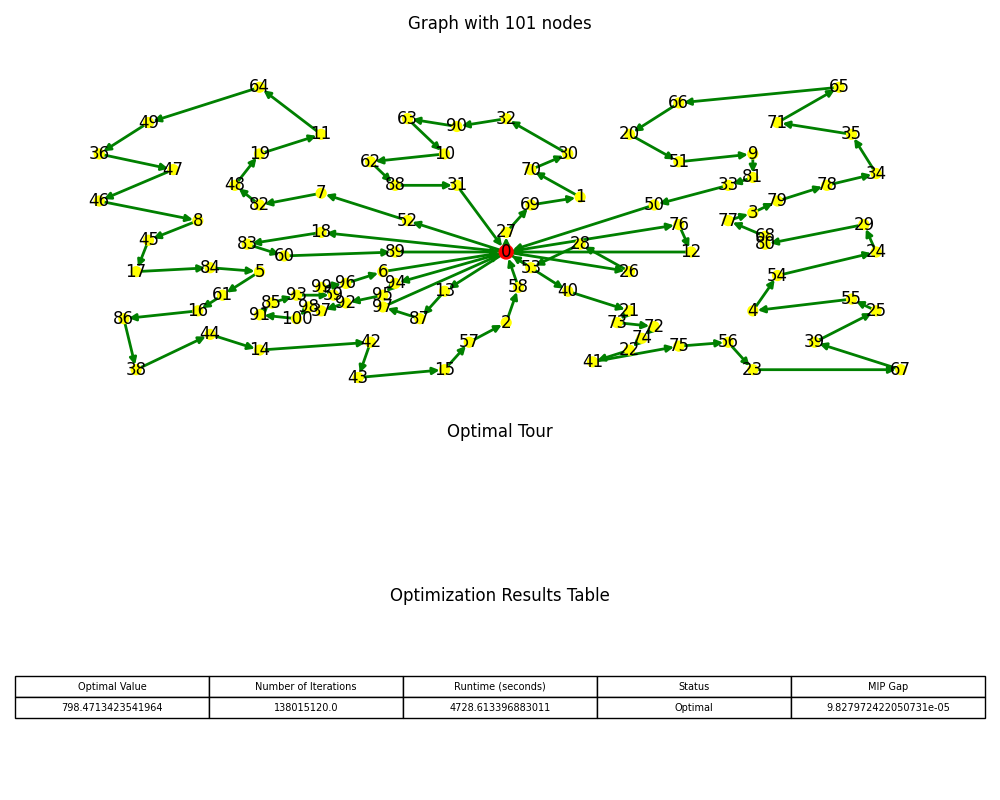 Graph with 101 nodes
64 65
66
49 63 90 32 20 71
11 35
36 19 10 30 9
47 62 70 51 34
48 88 31 33 81 78
46 82 7 69 1 50 79
8 52 3
45 83 18 27 76 77 29
60 89 0 28 12 68 80 24
17 84 5 6 53 26
99 96 94 58 54
61 85 93 59 95 13 40 55
16 91 98 37 92 97 21 4 25
86 100 87 2 73 72
44 42 57 74 56 39
14 22 75
38 43 15 41 23 67
Optimal Tour
Optimization Results Table
Optimal Value Number of Iterations Runtime (seconds) Status MIP Gap
798.4713423541964 138015120.0 4728.613396883011 Optimal 9.827972422050731e-05